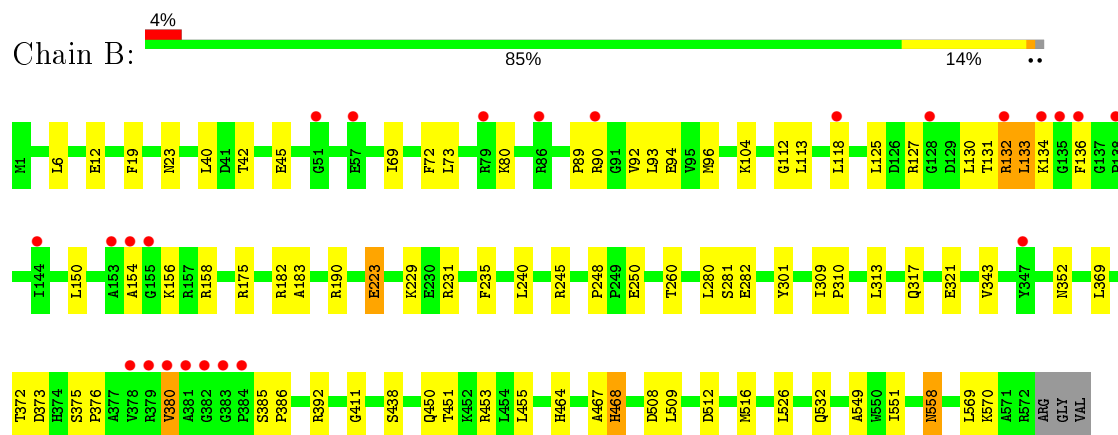 4%
Chain B:
85%
14%
••
M1 L6 E12 F19 N23 L40 D41 T42 E45 G51 E57 I69 F72 L73 R79 K80 R86 P89 R90 G91 V92 L93 E94 V95 M96 K104 G112 L113 L118 L125 D126 R127 G128 D129 L130 T131 R132 L133 K134 G135 F136 G137
I144 L150 A153 A154 G155 K156 R157 R158 R175 R182 A183 R190 E223 K229 E230 R231 F235 L240 R245 P248 P249 E250 T260 L280 S281 E282 Y301 I309 P310 L313 Q317 E321 V343 Y347 N352 L369
T372 D373 H374 S375 P376 A377 V378 R379 V380 A381 G382 G383 P384 S385 P386 R392 G411 S438 Q450 T451 K452 R453 L454 L455 H464 A467 H468 D508 L509 D512 M516 L526 Q532 A549 W550 I551 N558 L569 K570 A571 R572 ARG GLY VAL